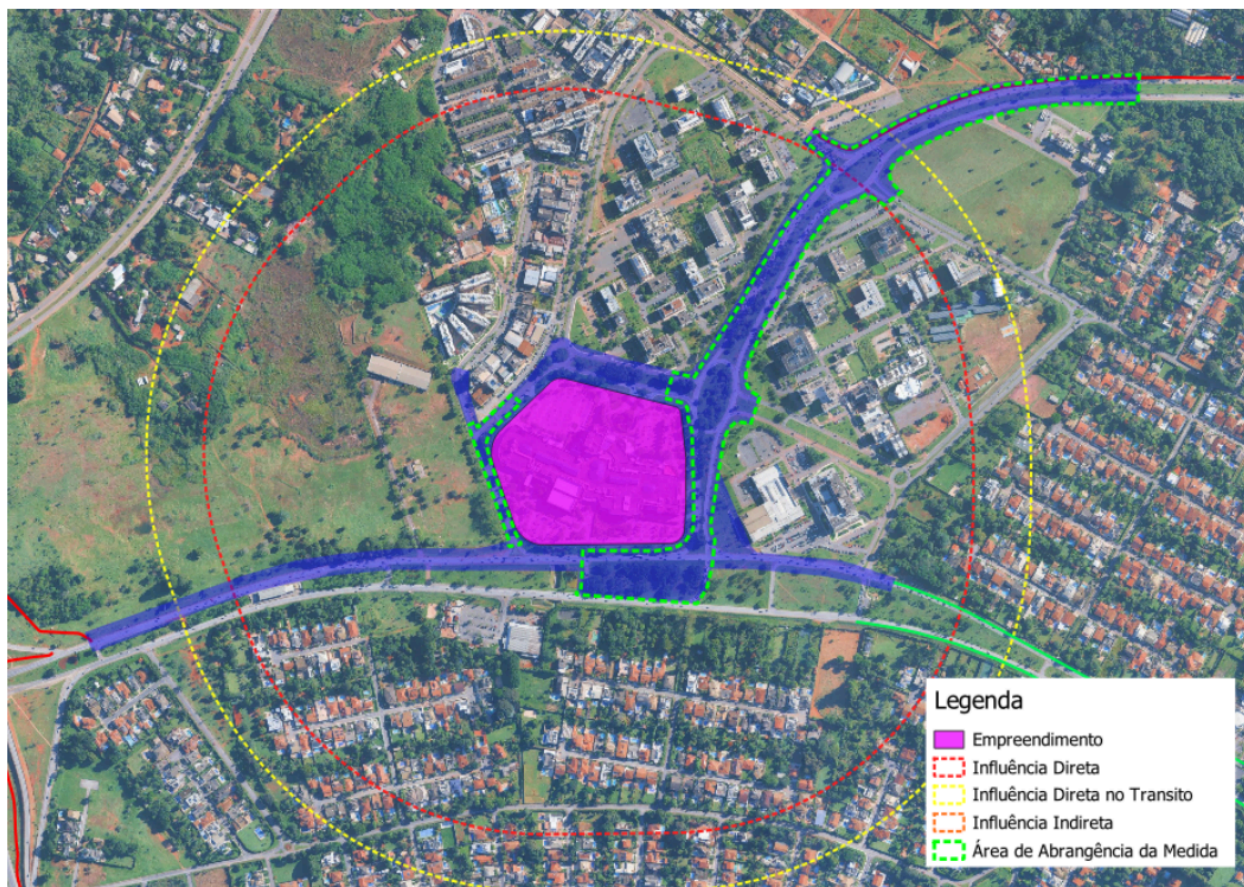 Legenda
Empreendimento
Influência Direta
Influência Direta no Transito
Influência Indireta
Área de Abrangência da Medida